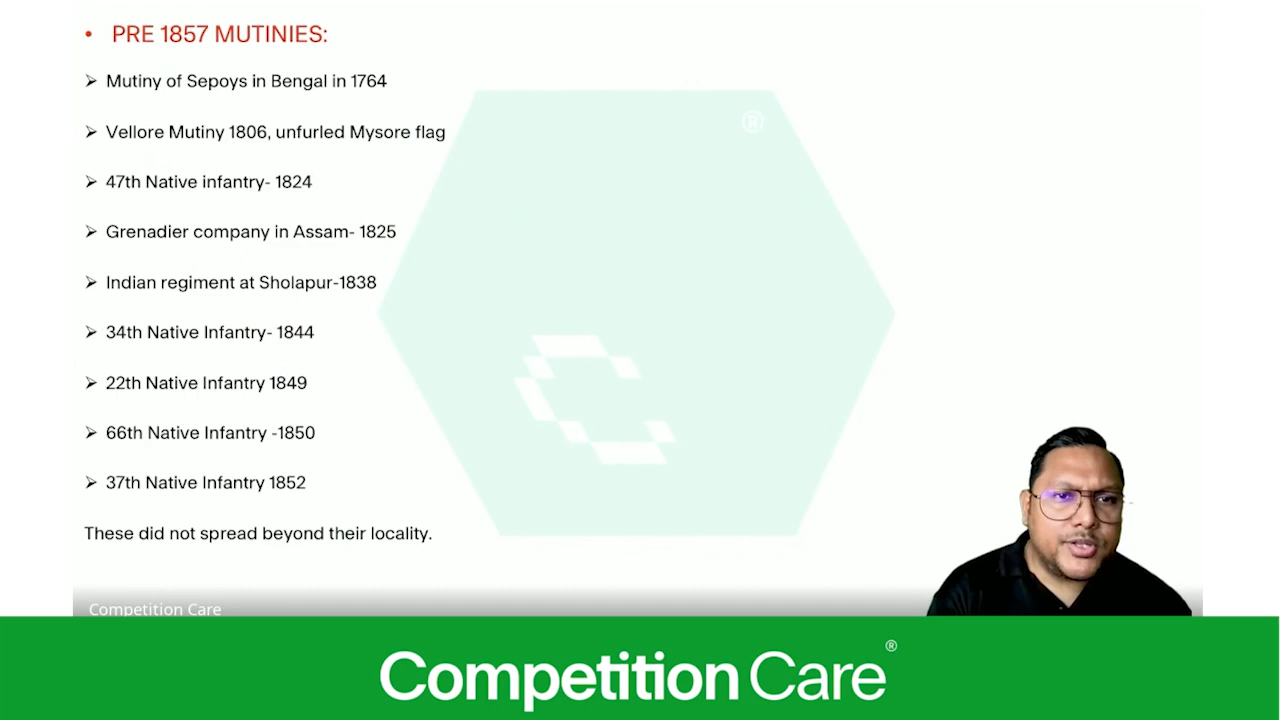 • PRE 1857 MUTINIES:
➢ Mutiny of Sepoys in Bengal in 1764
➢ Vellore Mutiny 1806, unfurled Mysore flag
➢ 47th Native infantry- 1824
➢ Grenadier company in Assam- 1825
➢ Indian regiment at Sholapur-1838
➢ 34th Native Infantry- 1844
➢ 22th Native Infantry 1849
➢ 66th Native Infantry -1850
➢ 37th Native Infantry 1852
These did not spread beyond their locality.
®
Competition Care
Competition Care®